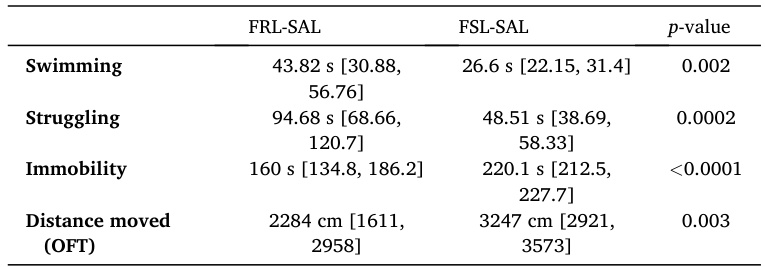 FRL-SAL FSL-SAL p-value
Swimming 43.82 s [30.88, 26.6 s [22.15, 31.4] 0.002
56.76]
Struggling 94.68 s [68.66, 48.51 s [38.69, 0.0002
120.7] 58.33]
Immobility 160 s [134.8, 186.2] 220.1 s [212.5, <0.0001
227.7]
Distance moved 2284 cm [1611, 3247 cm [2921, 0.003
(OFT) 2958] 3573]